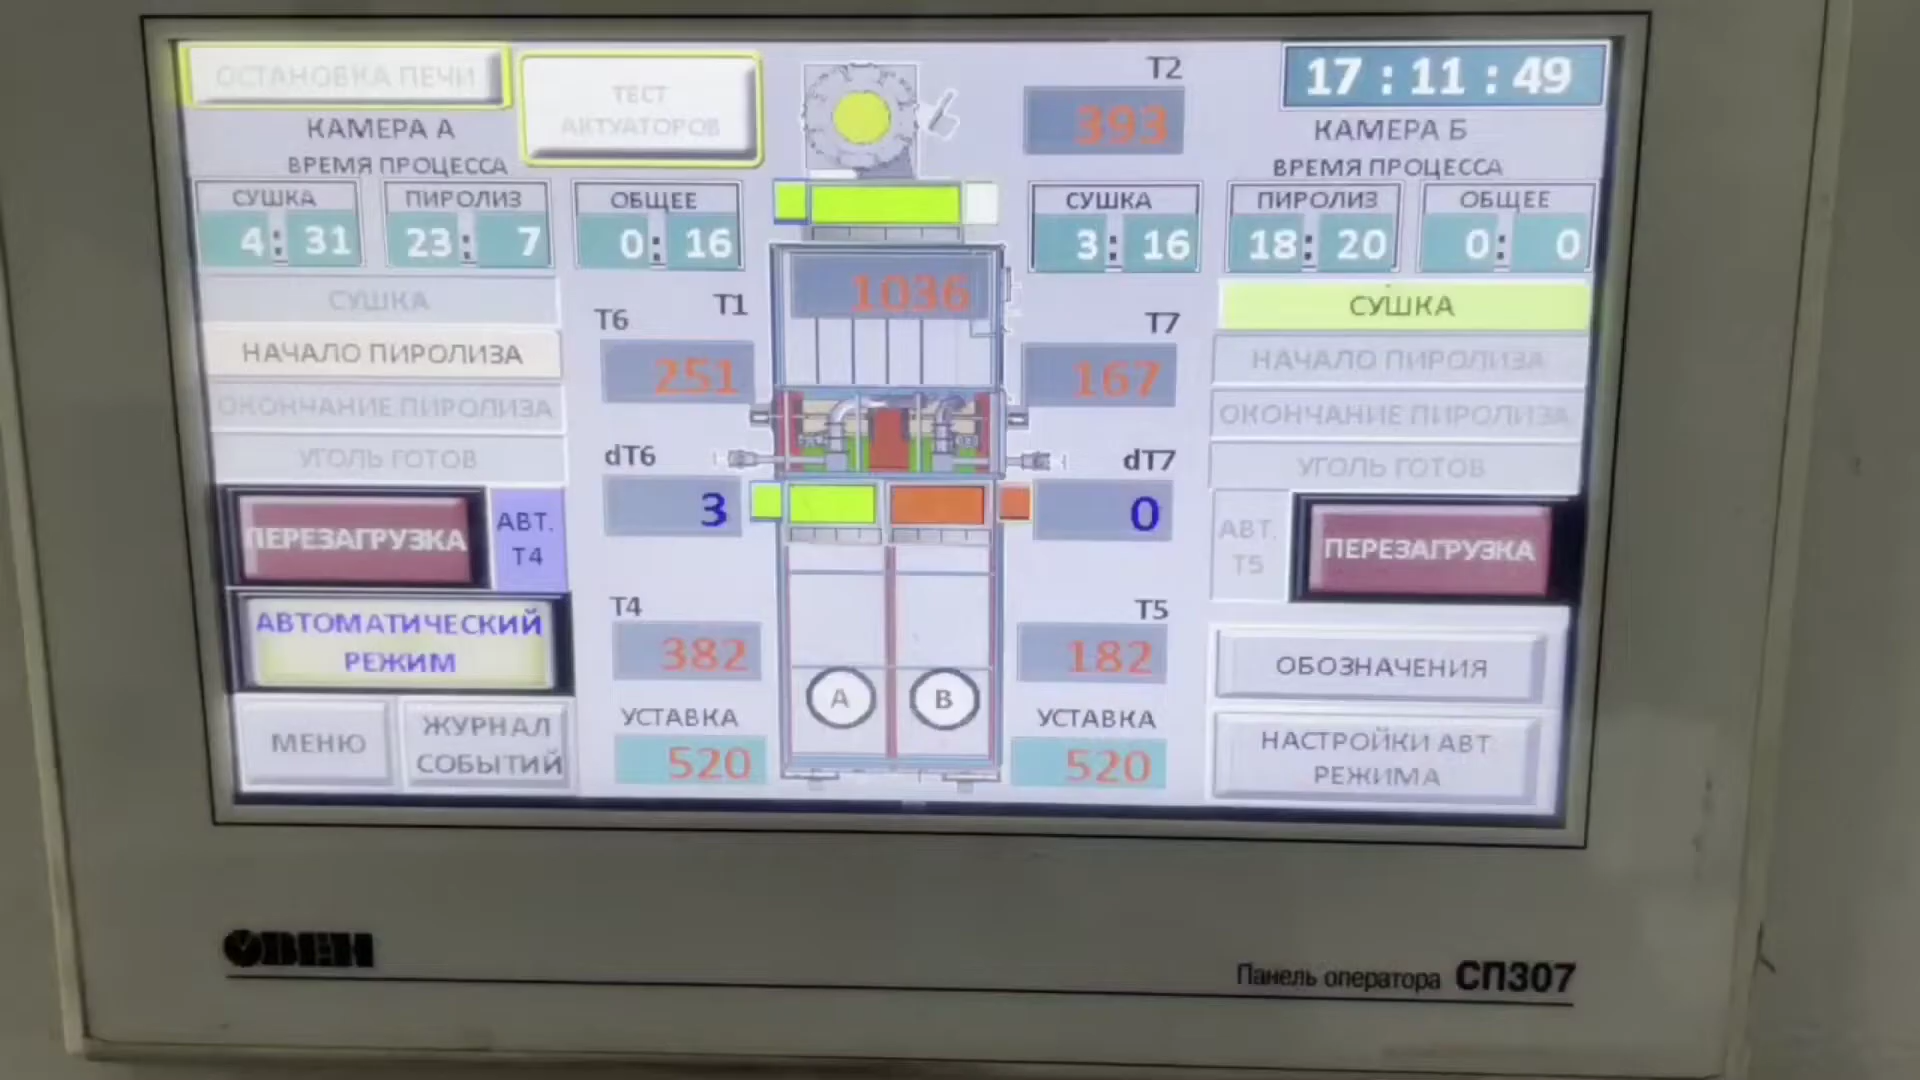 ОСТАНОВКА ПЕЧИ
ТЕСТ
АКТУАТОРОВ
T2
393
17 : 11 : 49
КАМЕРА А
ВРЕМЯ ПРОЦЕССА
КАМЕРА Б
ВРЕМЯ ПРОЦЕССА
СУШКА
4 : 31
ПИРОЛИЗ
23 : 7
ОБЩЕЕ
0 : 16
СУШКА
3 : 16
ПИРОЛИЗ
18 : 20
ОБЩЕЕ
0 : 0
СУШКА
НАЧАЛО ПИРОЛИЗА
ОКОНЧАНИЕ ПИРОЛИЗА
УГОЛЬ ГОТОВ
T1
1036
T6
251
T7
167
dT6
3
dT7
0
СУШКА
НАЧАЛО ПИРОЛИЗА
ОКОНЧАНИЕ ПИРОЛИЗА
УГОЛЬ ГОТОВ
ПЕРЕЗАГРУЗКА
АВТ.
T4
АВТ.
T5
ПЕРЕЗАГРУЗКА
АВТОМАТИЧЕСКИЙ
РЕЖИМ
T4
382
T5
182
A
B
УСТАВКА
520
УСТАВКА
520
МЕНЮ
ЖУРНАЛ
СОБЫТИЙ
ОБОЗНАЧЕНИЯ
НАСТРОЙКИ АВТ
РЕЖИМА
ОВЕН
Панель оператора СП307